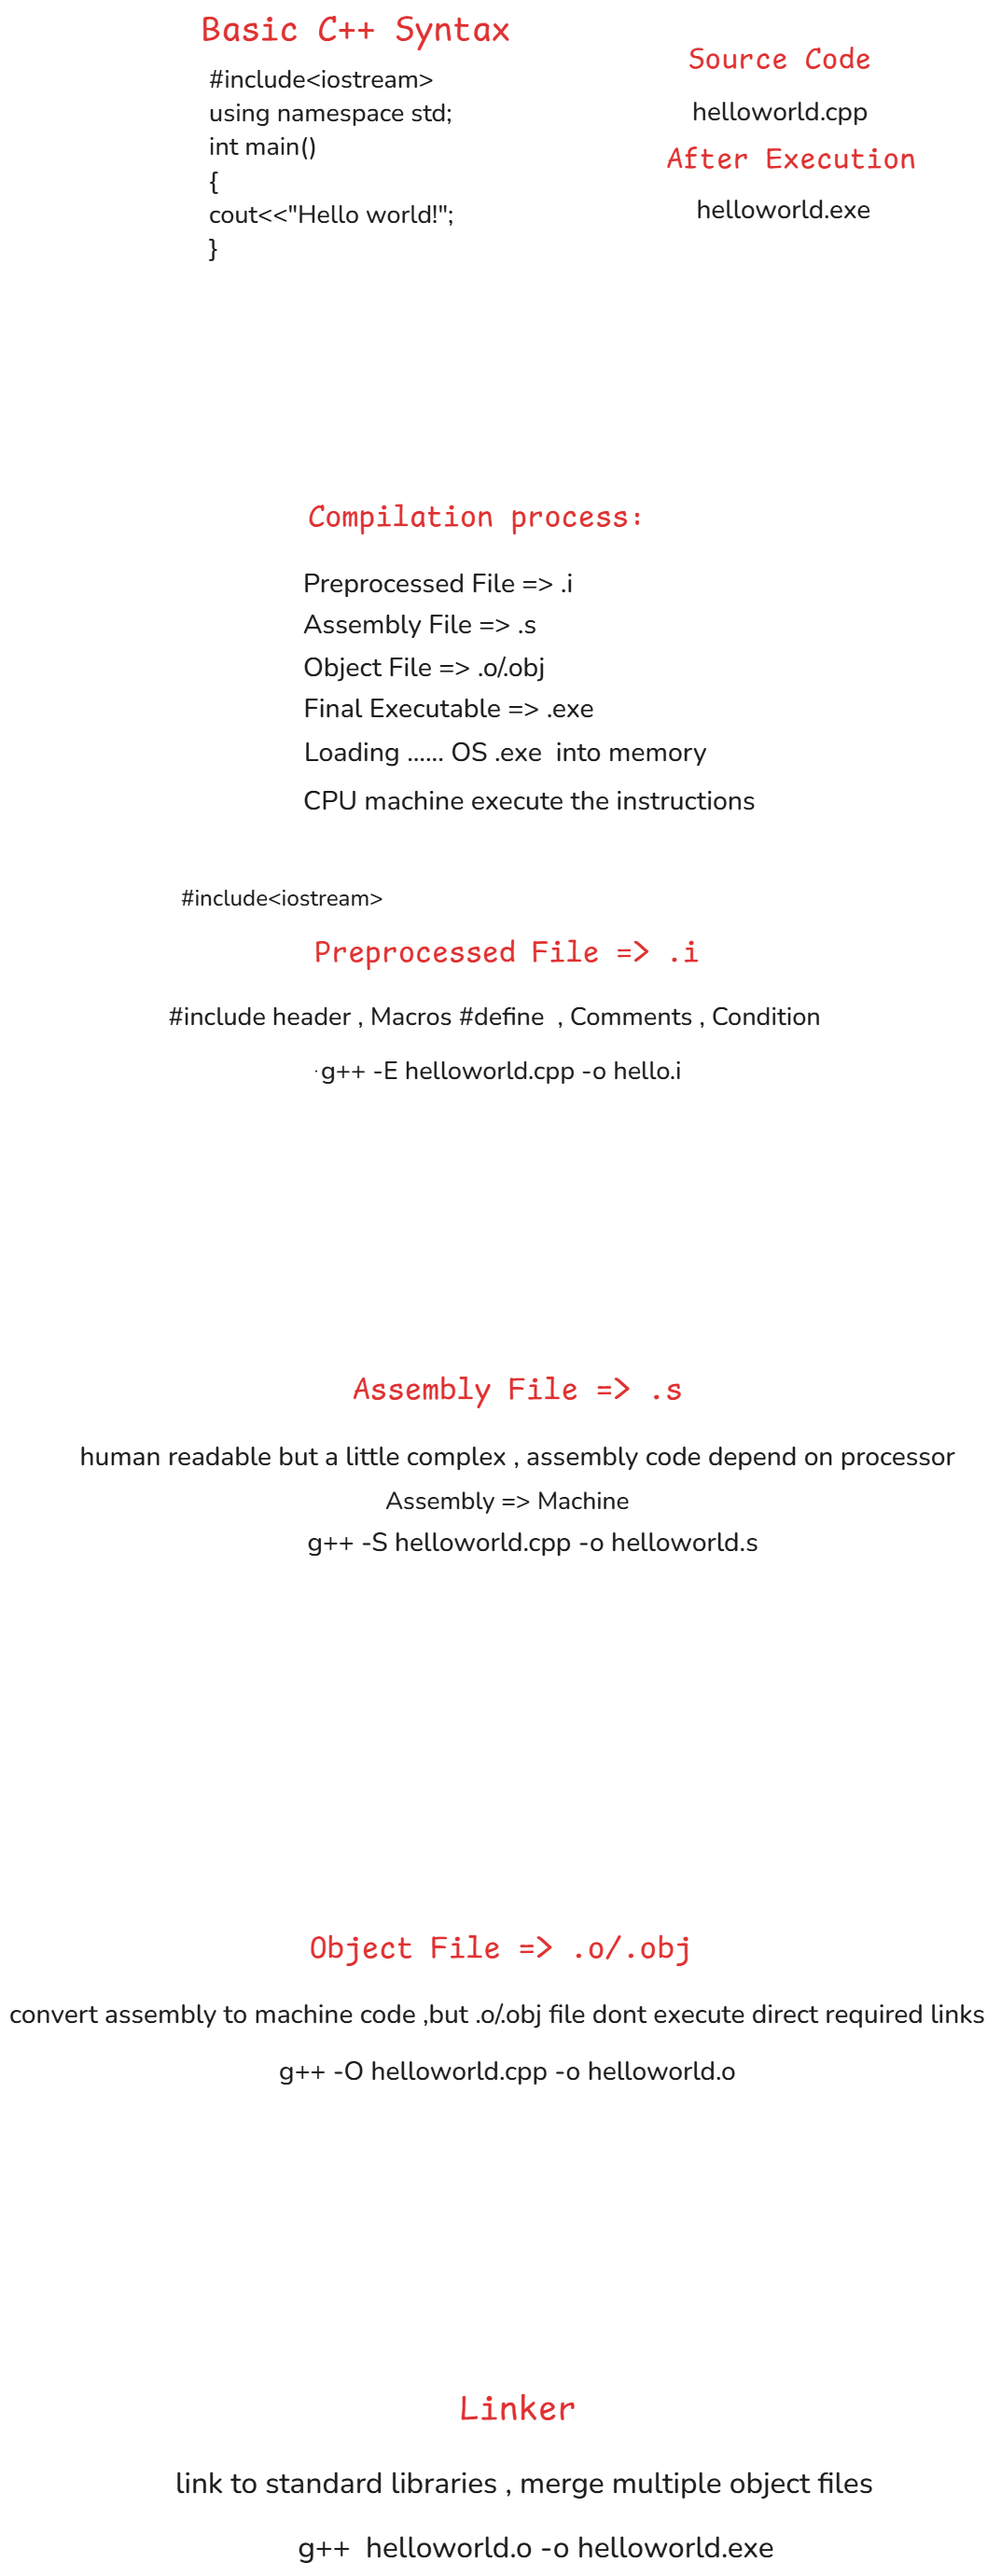 Basic C++ Syntax
#include<iostream>
using namespace std;
int main()
{
cout<<"Hello world!";
}
Source Code
helloworld.cpp
After Execution
helloworld.exe
Compilation process:
Preprocessed File => .i
Assembly File => .s
Object File => .o/.obj
Final Executable => .exe
Loading ...... OS .exe  into memory
CPU machine execute the instructions
#include<iostream>
Preprocessed File => .i
#include header , Macros #define  , Comments , Condition
g++ -E helloworld.cpp -o hello.i
Assembly File => .s
human readable but a little complex , assembly code depend on processor
Assembly => Machine
g++ -S helloworld.cpp -o helloworld.s
Object File => .o/.obj
convert assembly to machine code ,but .o/.obj file dont execute direct required links
g++ -O helloworld.cpp -o helloworld.o
Linker
link to standard libraries , merge multiple object files
g++  helloworld.o -o helloworld.exe